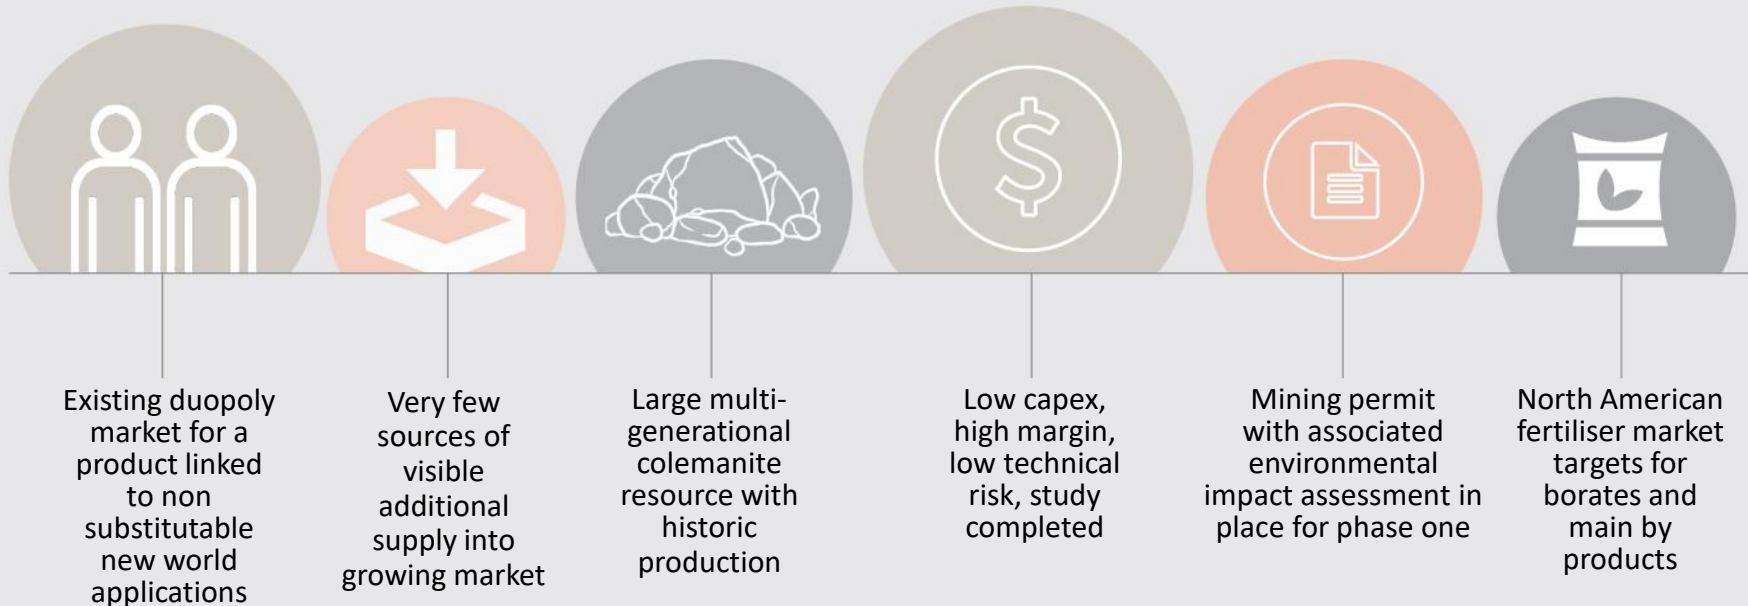 $
Existing duopoly
market for a
product linked
to non
substitutable
new world
applications
Very few
sources of
visible
additional
supply into
growing market
Large multi-
generational
colemanite
resource with
historic
production
Low capex,
high margin,
low technical
risk, study
completed
Mining permit
with associated
environmental
impact assessment in
place for phase one
North American
fertiliser market
targets for
borates and
main by
products